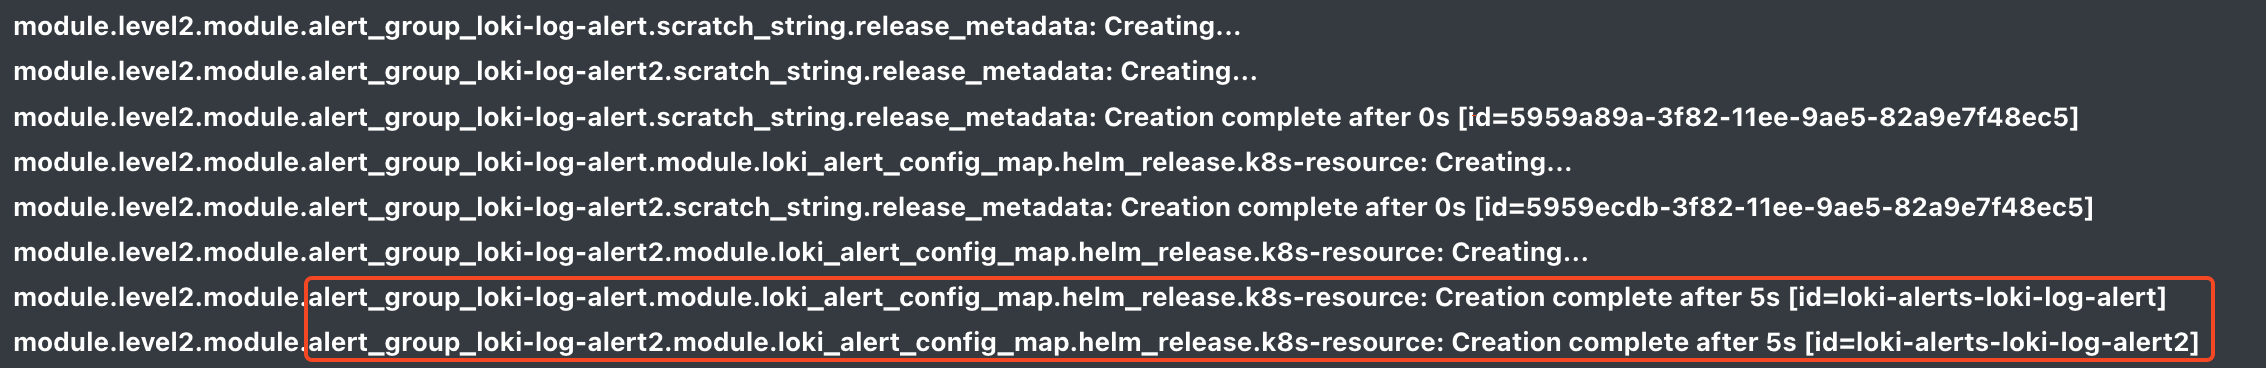 module.level2.module.alert_group_loki-log-alert.scratch_string.release_metadata: Creating...
module.level2.module.alert_group_loki-log-alert2.scratch_string.release_metadata: Creating...
module.level2.module.alert_group_loki-log-alert.scratch_string.release_metadata: Creation complete after 0s [id=5959a89a-3f82-11ee-9ae5-82a9e7f48ec5]
module.level2.module.alert_group_loki-log-alert.module.loki_alert_config_map.helm_release.k8s-resource: Creating...
module.level2.module.alert_group_loki-log-alert2.scratch_string.release_metadata: Creation complete after 0s [id=5959ecdb-3f82-11ee-9ae5-82a9e7f48ec5]
module.level2.module.alert_group_loki-log-alert2.module.loki_alert_config_map.helm_release.k8s-resource: Creating...
module.level2.module.alert_group_loki-log-alert.module.loki_alert_config_map.helm_release.k8s-resource: Creation complete after 5s [id=loki-alerts-loki-log-alert]
module.level2.module.alert_group_loki-log-alert2.module.loki_alert_config_map.helm_release.k8s-resource: Creation complete after 5s [id=loki-alerts-loki-log-alert2]